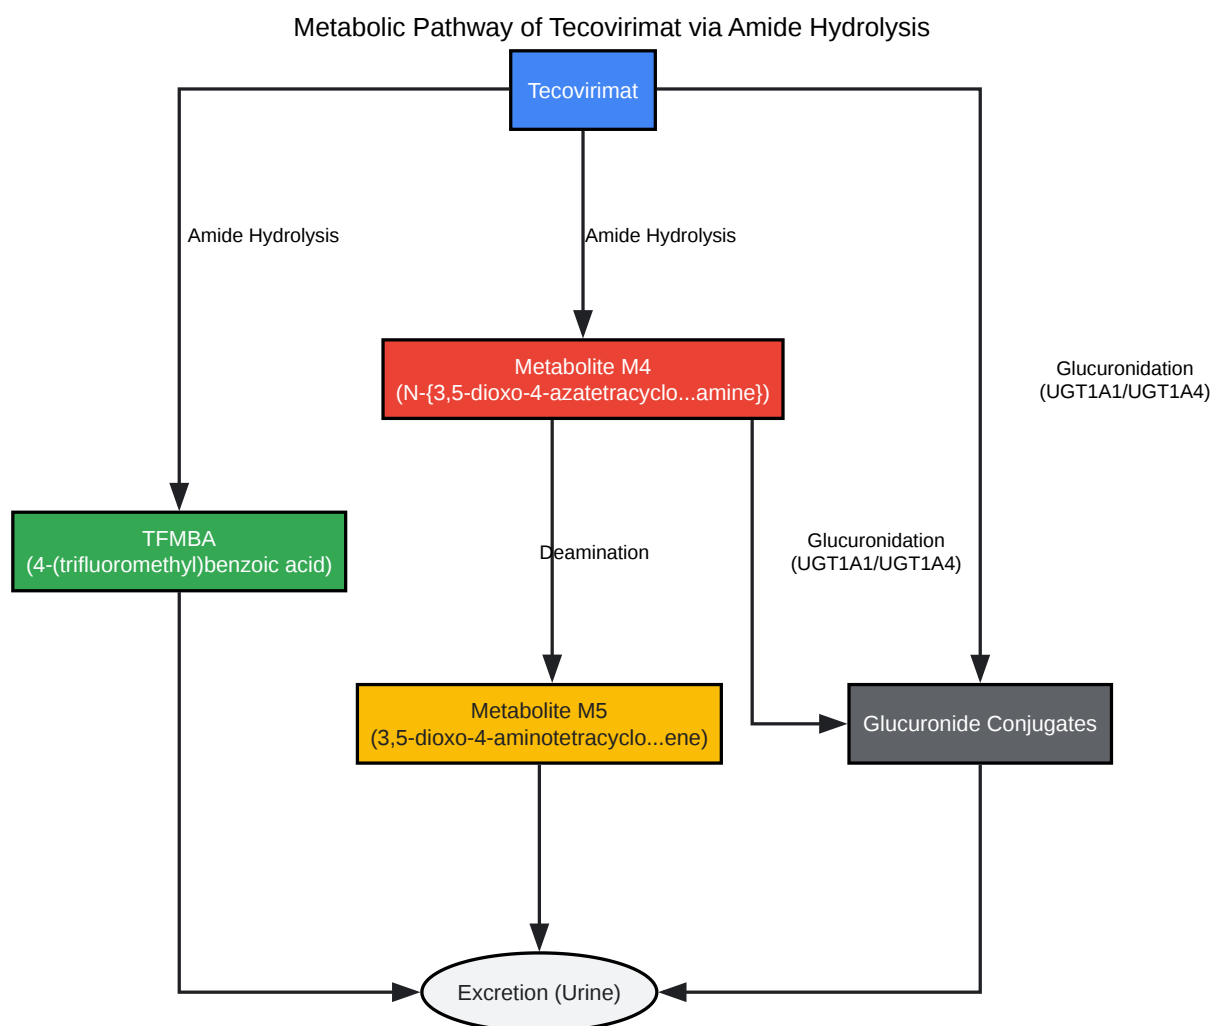 Metabolic Pathway of Tecovirimat via Amide Hydrolysis
Tecovirimat
Amide Hydrolysis
Amide Hydrolysis
Metabolite M4
(N-{3,5-dioxo-4-azatetracyclo...amine})
Glucuronidation
(UGT1A1/UGT1A4)
TFMBA
(4-(trifluoromethyl)benzoic acid)
Deamination
Glucuronidation
(UGT1A1/UGT1A4)
Metabolite M5
(3,5-dioxo-4-aminotetracyclo...ene)
Glucuronide Conjugates
Excretion (Urine)